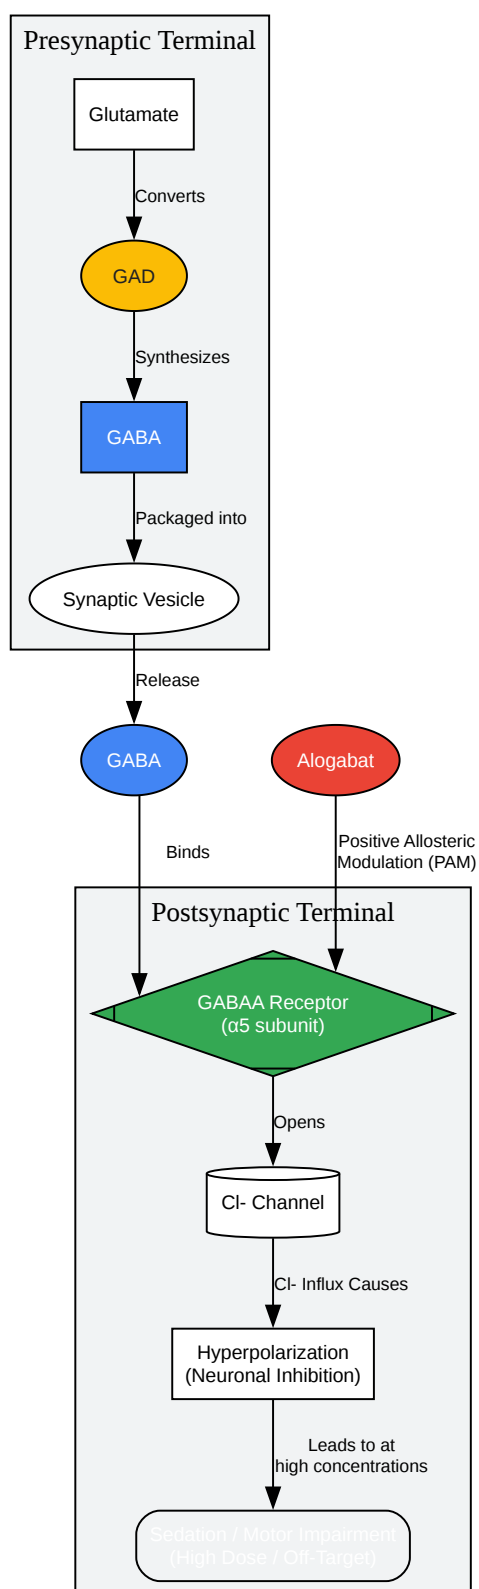 Presynaptic Terminal
Glutamate
Converts
GAD
Synthesizes
GABA
Packaged into
Synaptic Vesicle
Release
GABA
Alogabat
Binds
Positive Allosteric
Modulation (PAM)
Postsynaptic Terminal
GABAA Receptor
(α5 subunit)
Opens
Cl- Channel
Cl- Influx Causes
Hyperpolarization
(Neuronal Inhibition)
Leads to at
high concentrations
Sedation / Motor Impairment
(High Dose / Off-Target)